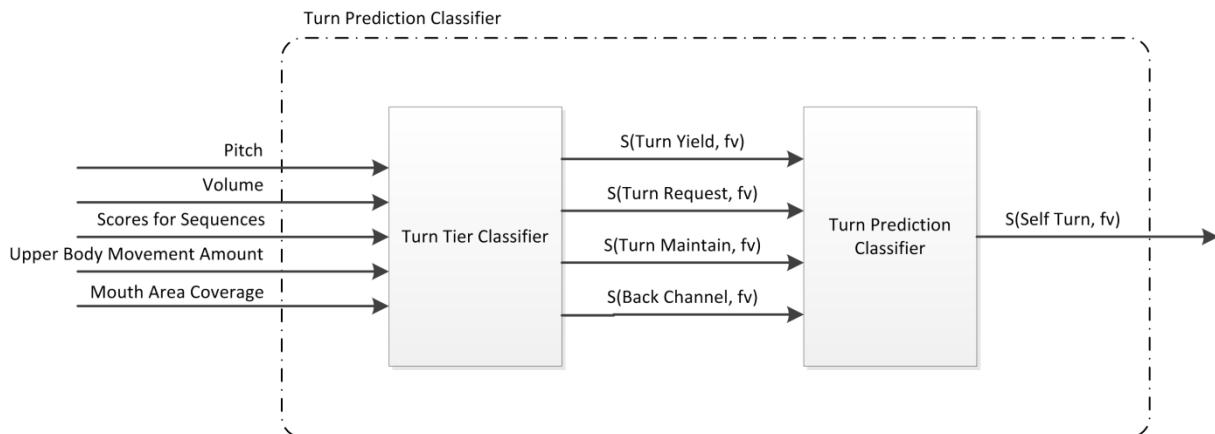 Turn Prediction Classifier
Pitch
Volume
Scores for Sequences
Upper Body Movement Amount
Mouth Area Coverage
Turn Tier Classifier
S(Turn Yield, fv)
S(Turn Request, fv)
S(Turn Maintain, fv)
S(Back Channel, fv)
Turn Prediction
Classifier
S(Self Turn, fv)